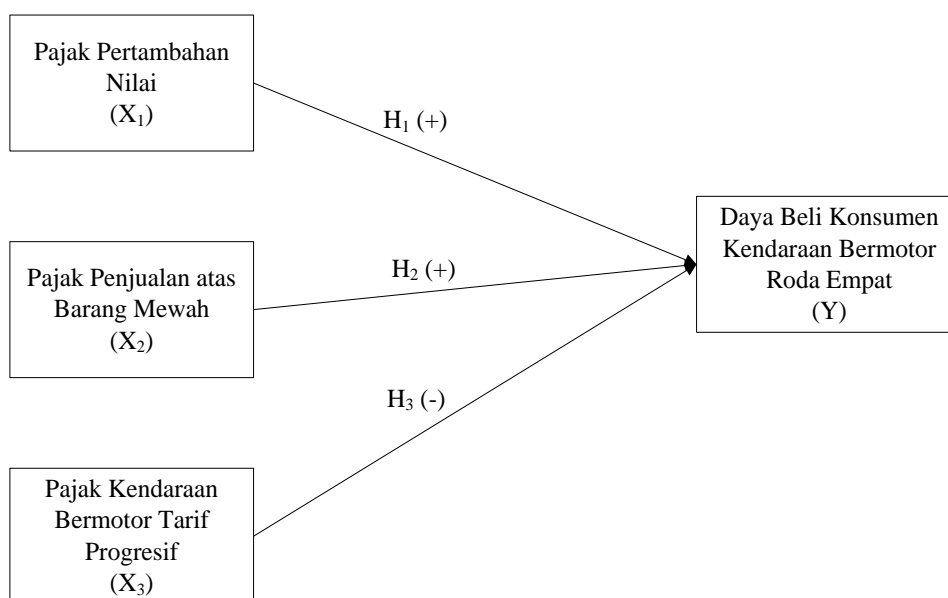 Pajak Pertambahan
Nilai
(X₁)
H₁ (+)
Daya Beli Konsumen
Kendaraan Bermotor
Roda Empat
(Y)
Pajak Penjualan atas
Barang Mewah
(X₂)
H₂ (+)
H₃ (-)
Pajak Kendaraan
Bermotor Tarif
Progresif
(X₃)